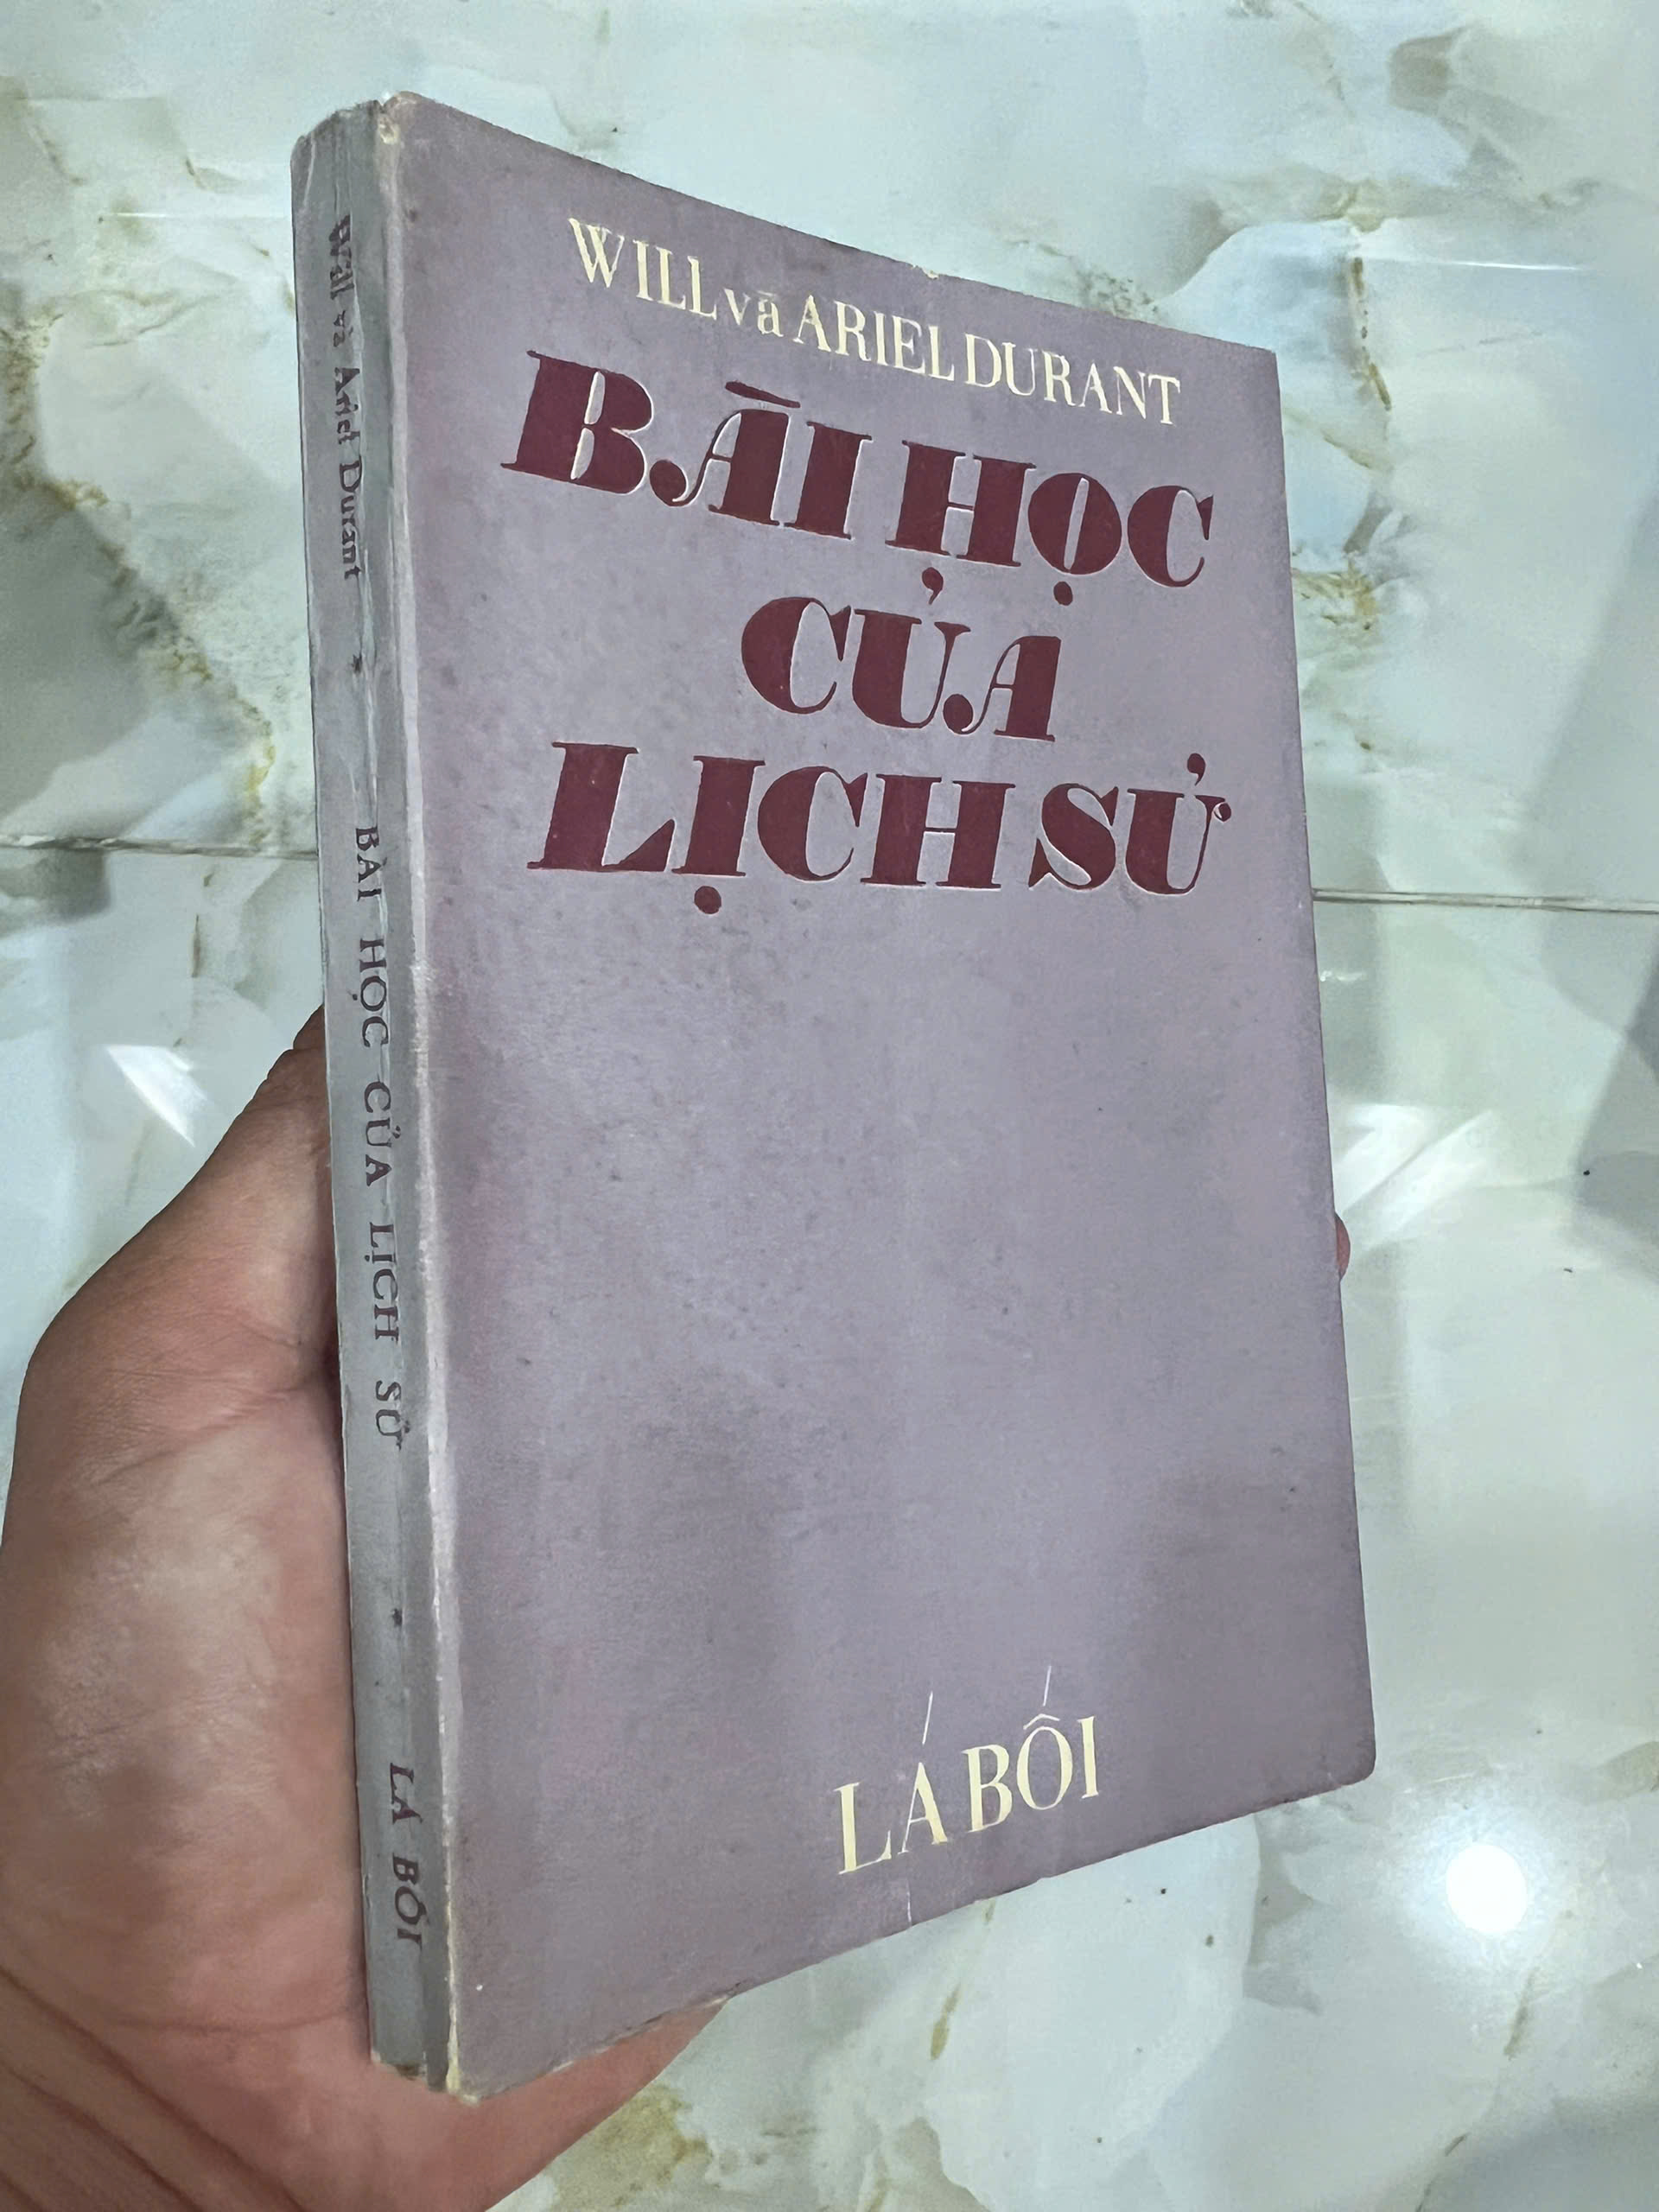 WILL và ARIEL DURANT
BÀI HỌC
CỦA
LỊCH SỬ
LÁ BỐI
Will và Ariel Durant * BÀI HỌC CỦA LỊCH SỬ * LÁ BỐI